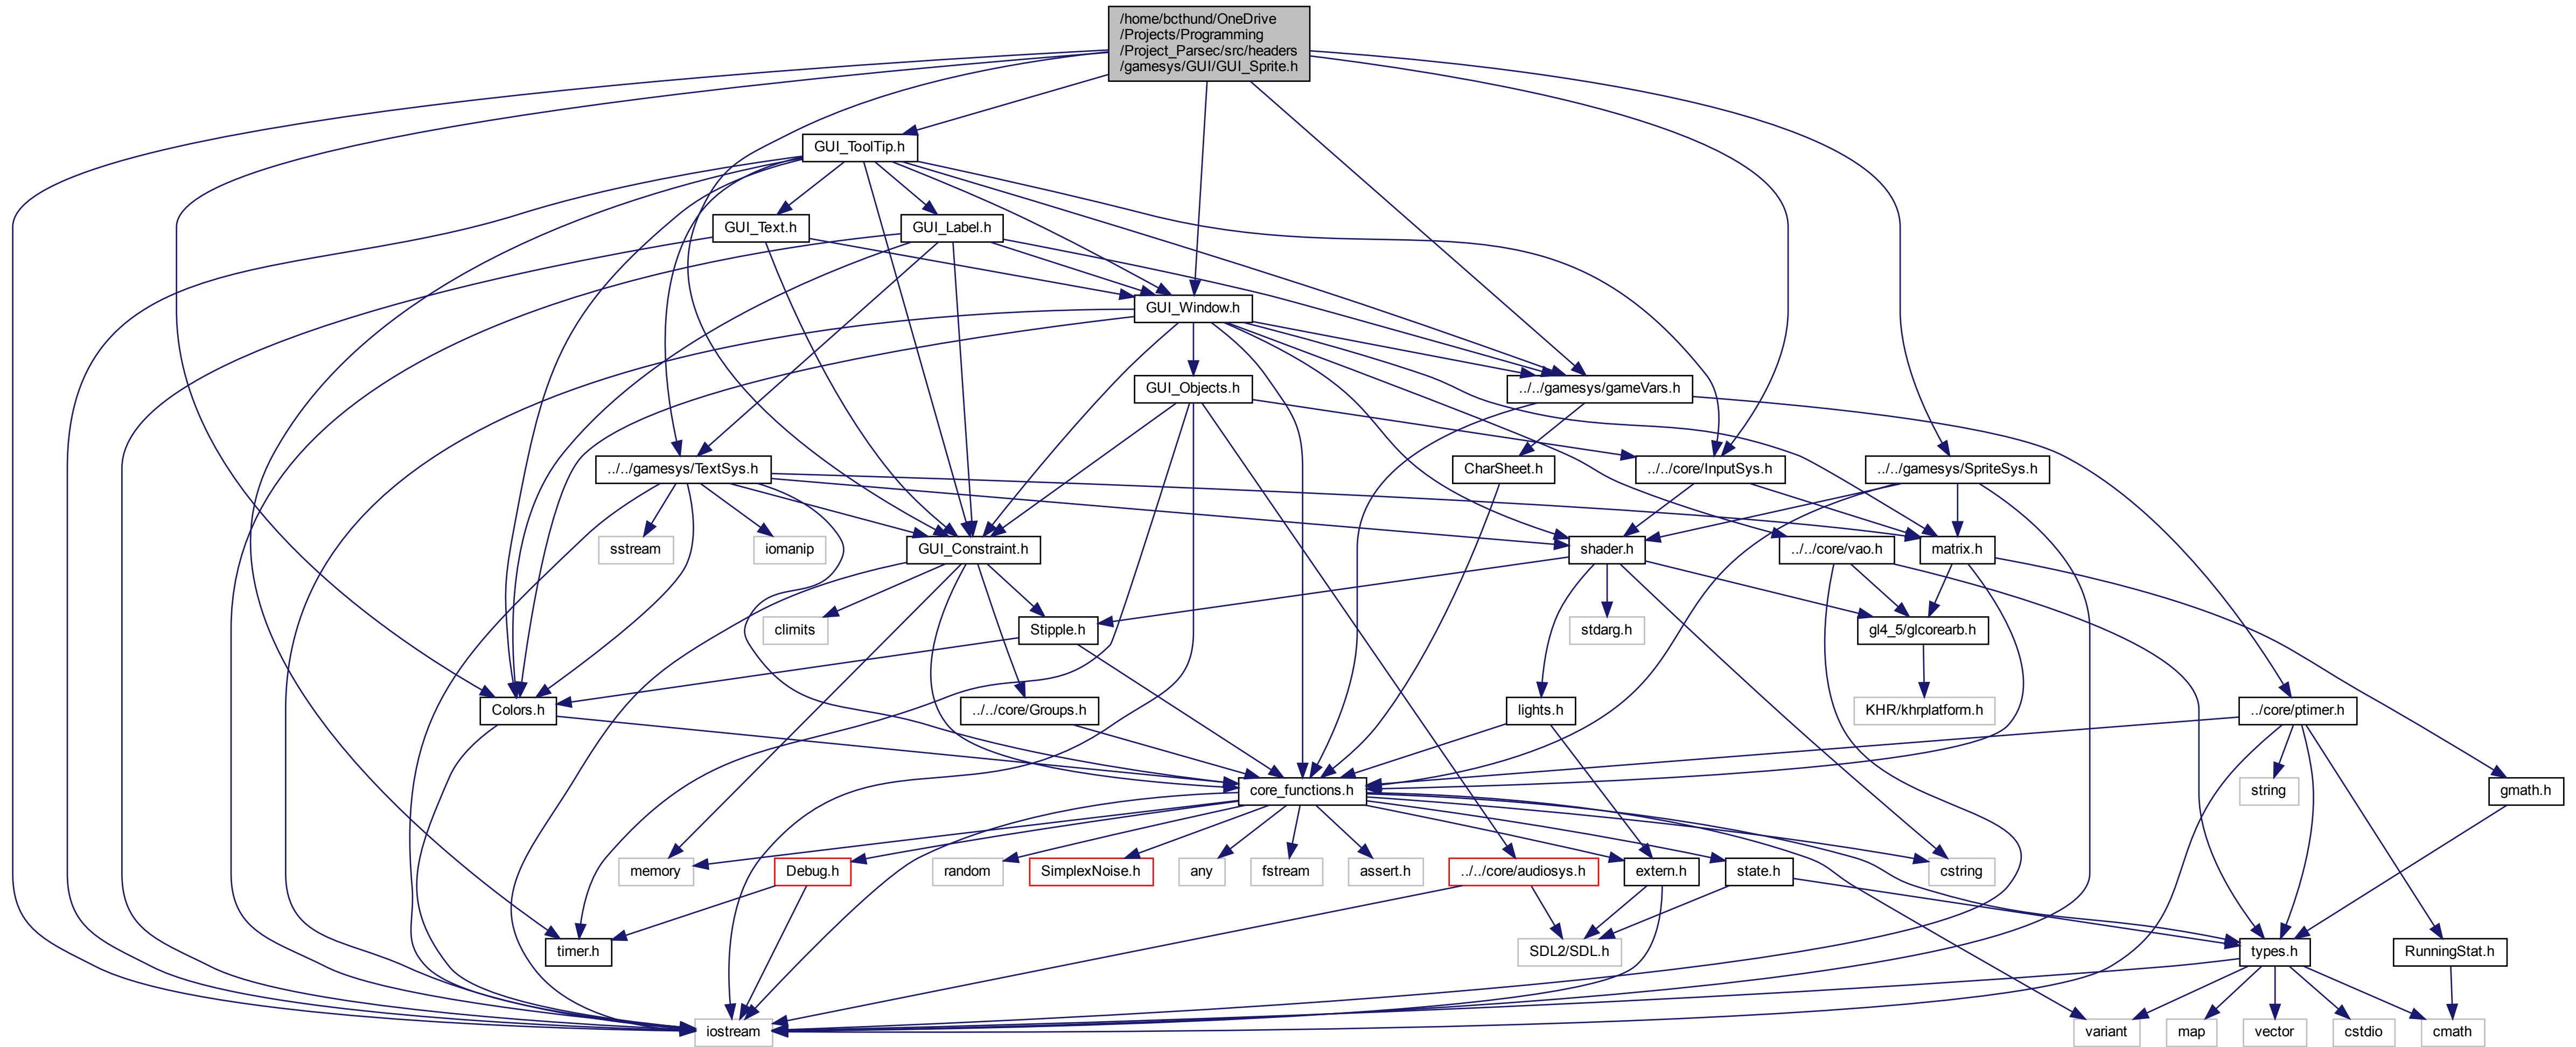 /home/bcthund/OneDrive
/Projects/Programming
/Project_Parsec/src/headers
/gamesys/GUI/GUI_Sprite.h
GUI_ToolTip.h
GUI_Text.h
GUI_Label.h
GUI_Window.h
GUI_Objects.h
../../gamesys/gameVars.h
../../gamesys/TextSys.h
CharSheet.h
../../core/InputSys.h
../../gamesys/SpriteSys.h
sstream
iomanip
GUI_Constraint.h
shader.h
../../core/vao.h
matrix.h
climits
Stipple.h
stdarg.h
gl4_5/glcorearb.h
Colors.h
../../core/Groups.h
lights.h
KHR/khrplatform.h
../core/ptimer.h
core_functions.h
string
gmath.h
memory
Debug.h
random
SimplexNoise.h
any
fstream
assert.h
../../core/audiosys.h
extern.h
state.h
cstring
timer.h
SDL2/SDL.h
types.h
RunningStat.h
iostream
variant
map
vector
cstdio
cmath